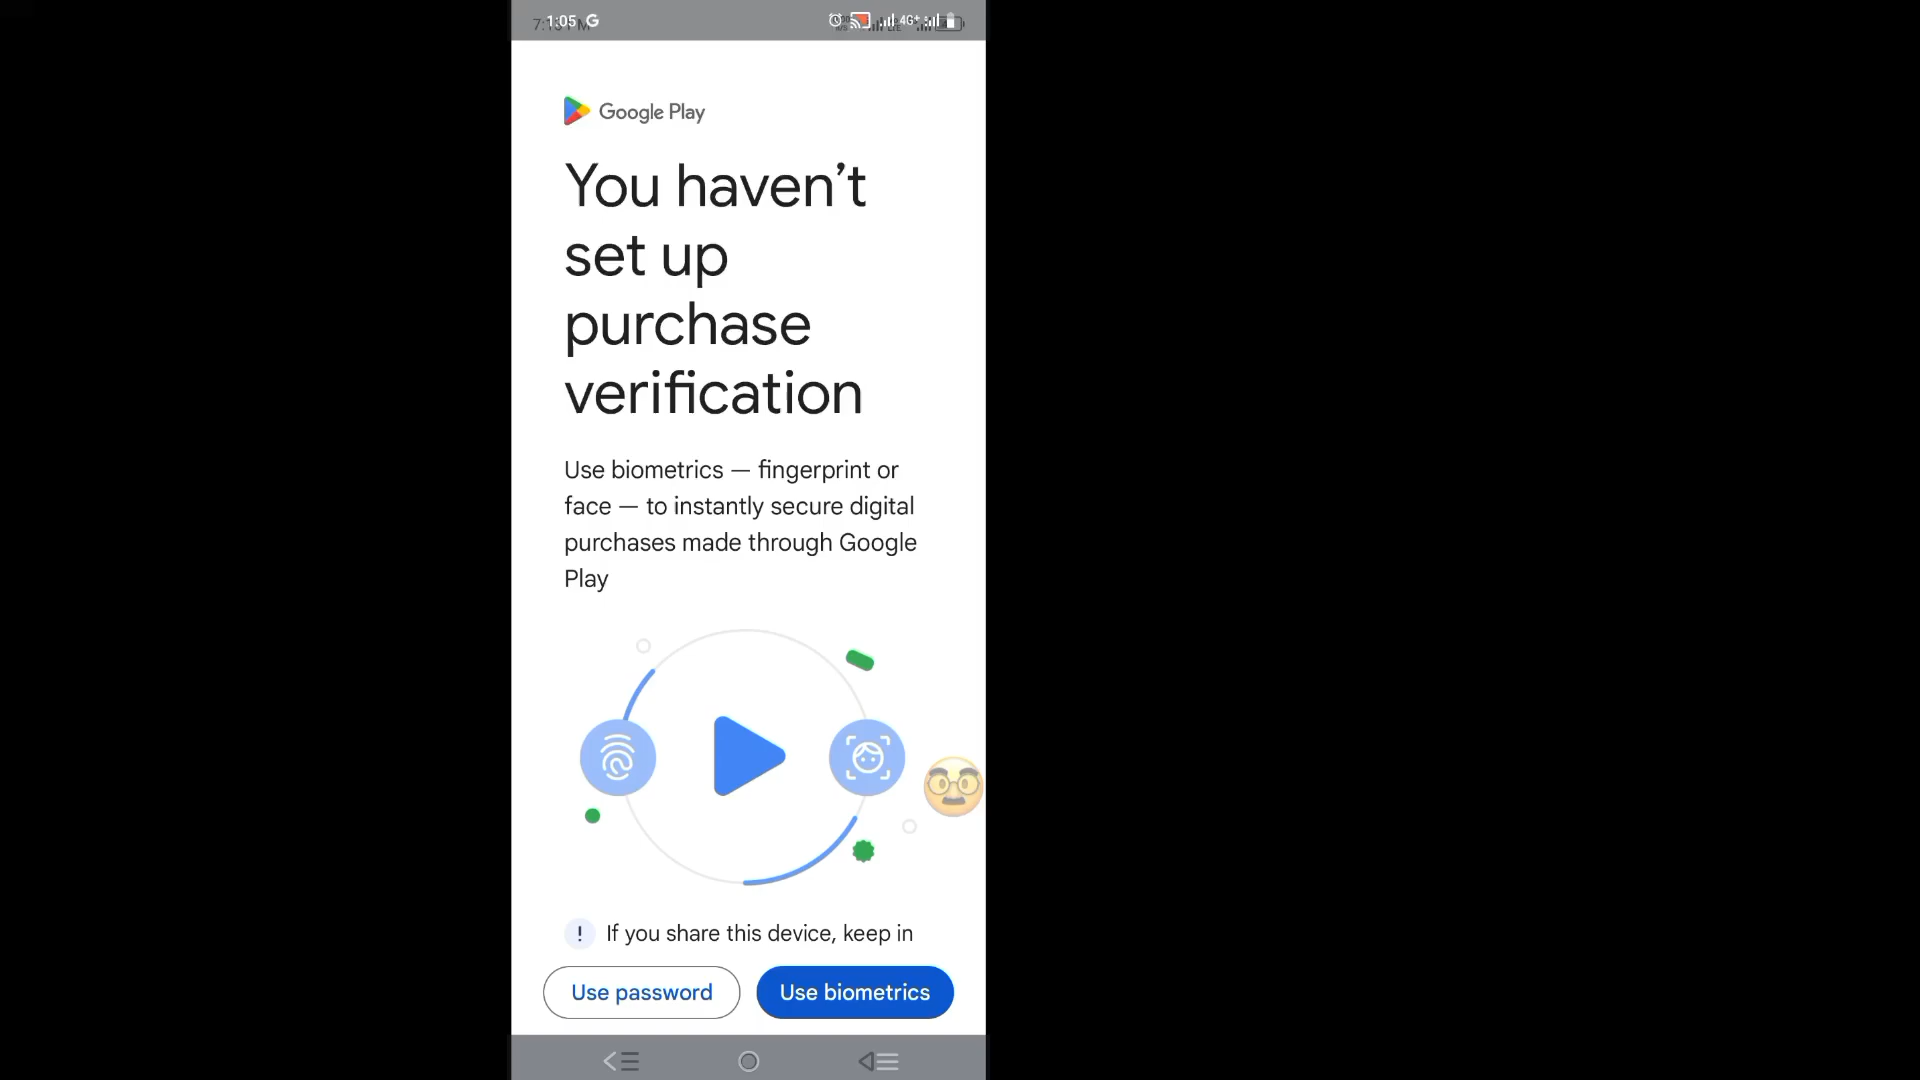 1:05 G
4G+
Google Play
You haven’t
set up
purchase
verification
Use biometrics — fingerprint or
face — to instantly secure digital
purchases made through Google
Play
! If you share this device, keep in
Use password
Use biometrics